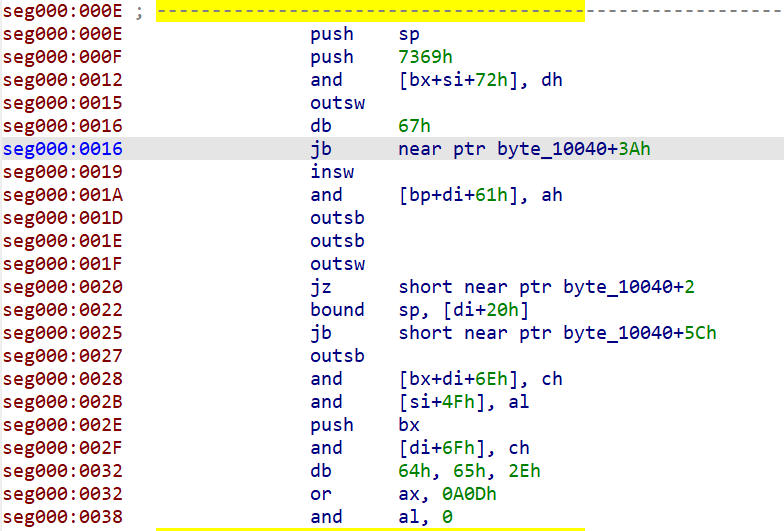 seg000:000E ; ---------------------------------------------------------
seg000:000E push sp
seg000:000F push 7369h
seg000:0012 and [bx+si+72h], dh
seg000:0015 outsw
seg000:0016 db 67h
seg000:0016 jb near ptr byte_10040+3Ah
seg000:0019 insw
seg000:001A and [bp+di+61h], ah
seg000:001D outsb
seg000:001E outsb
seg000:001F outsw
seg000:0020 jz short near ptr byte_10040+2
seg000:0022 bound sp, [di+20h]
seg000:0025 jb short near ptr byte_10040+5Ch
seg000:0027 outsb
seg000:0028 and [bx+di+6Eh], ch
seg000:002B and [si+4Fh], al
seg000:002E push bx
seg000:002F and [di+6Fh], ch
seg000:0032 db 64h, 65h, 2Eh
seg000:0032 or ax, 0A0Dh
seg000:0038 and al, 0